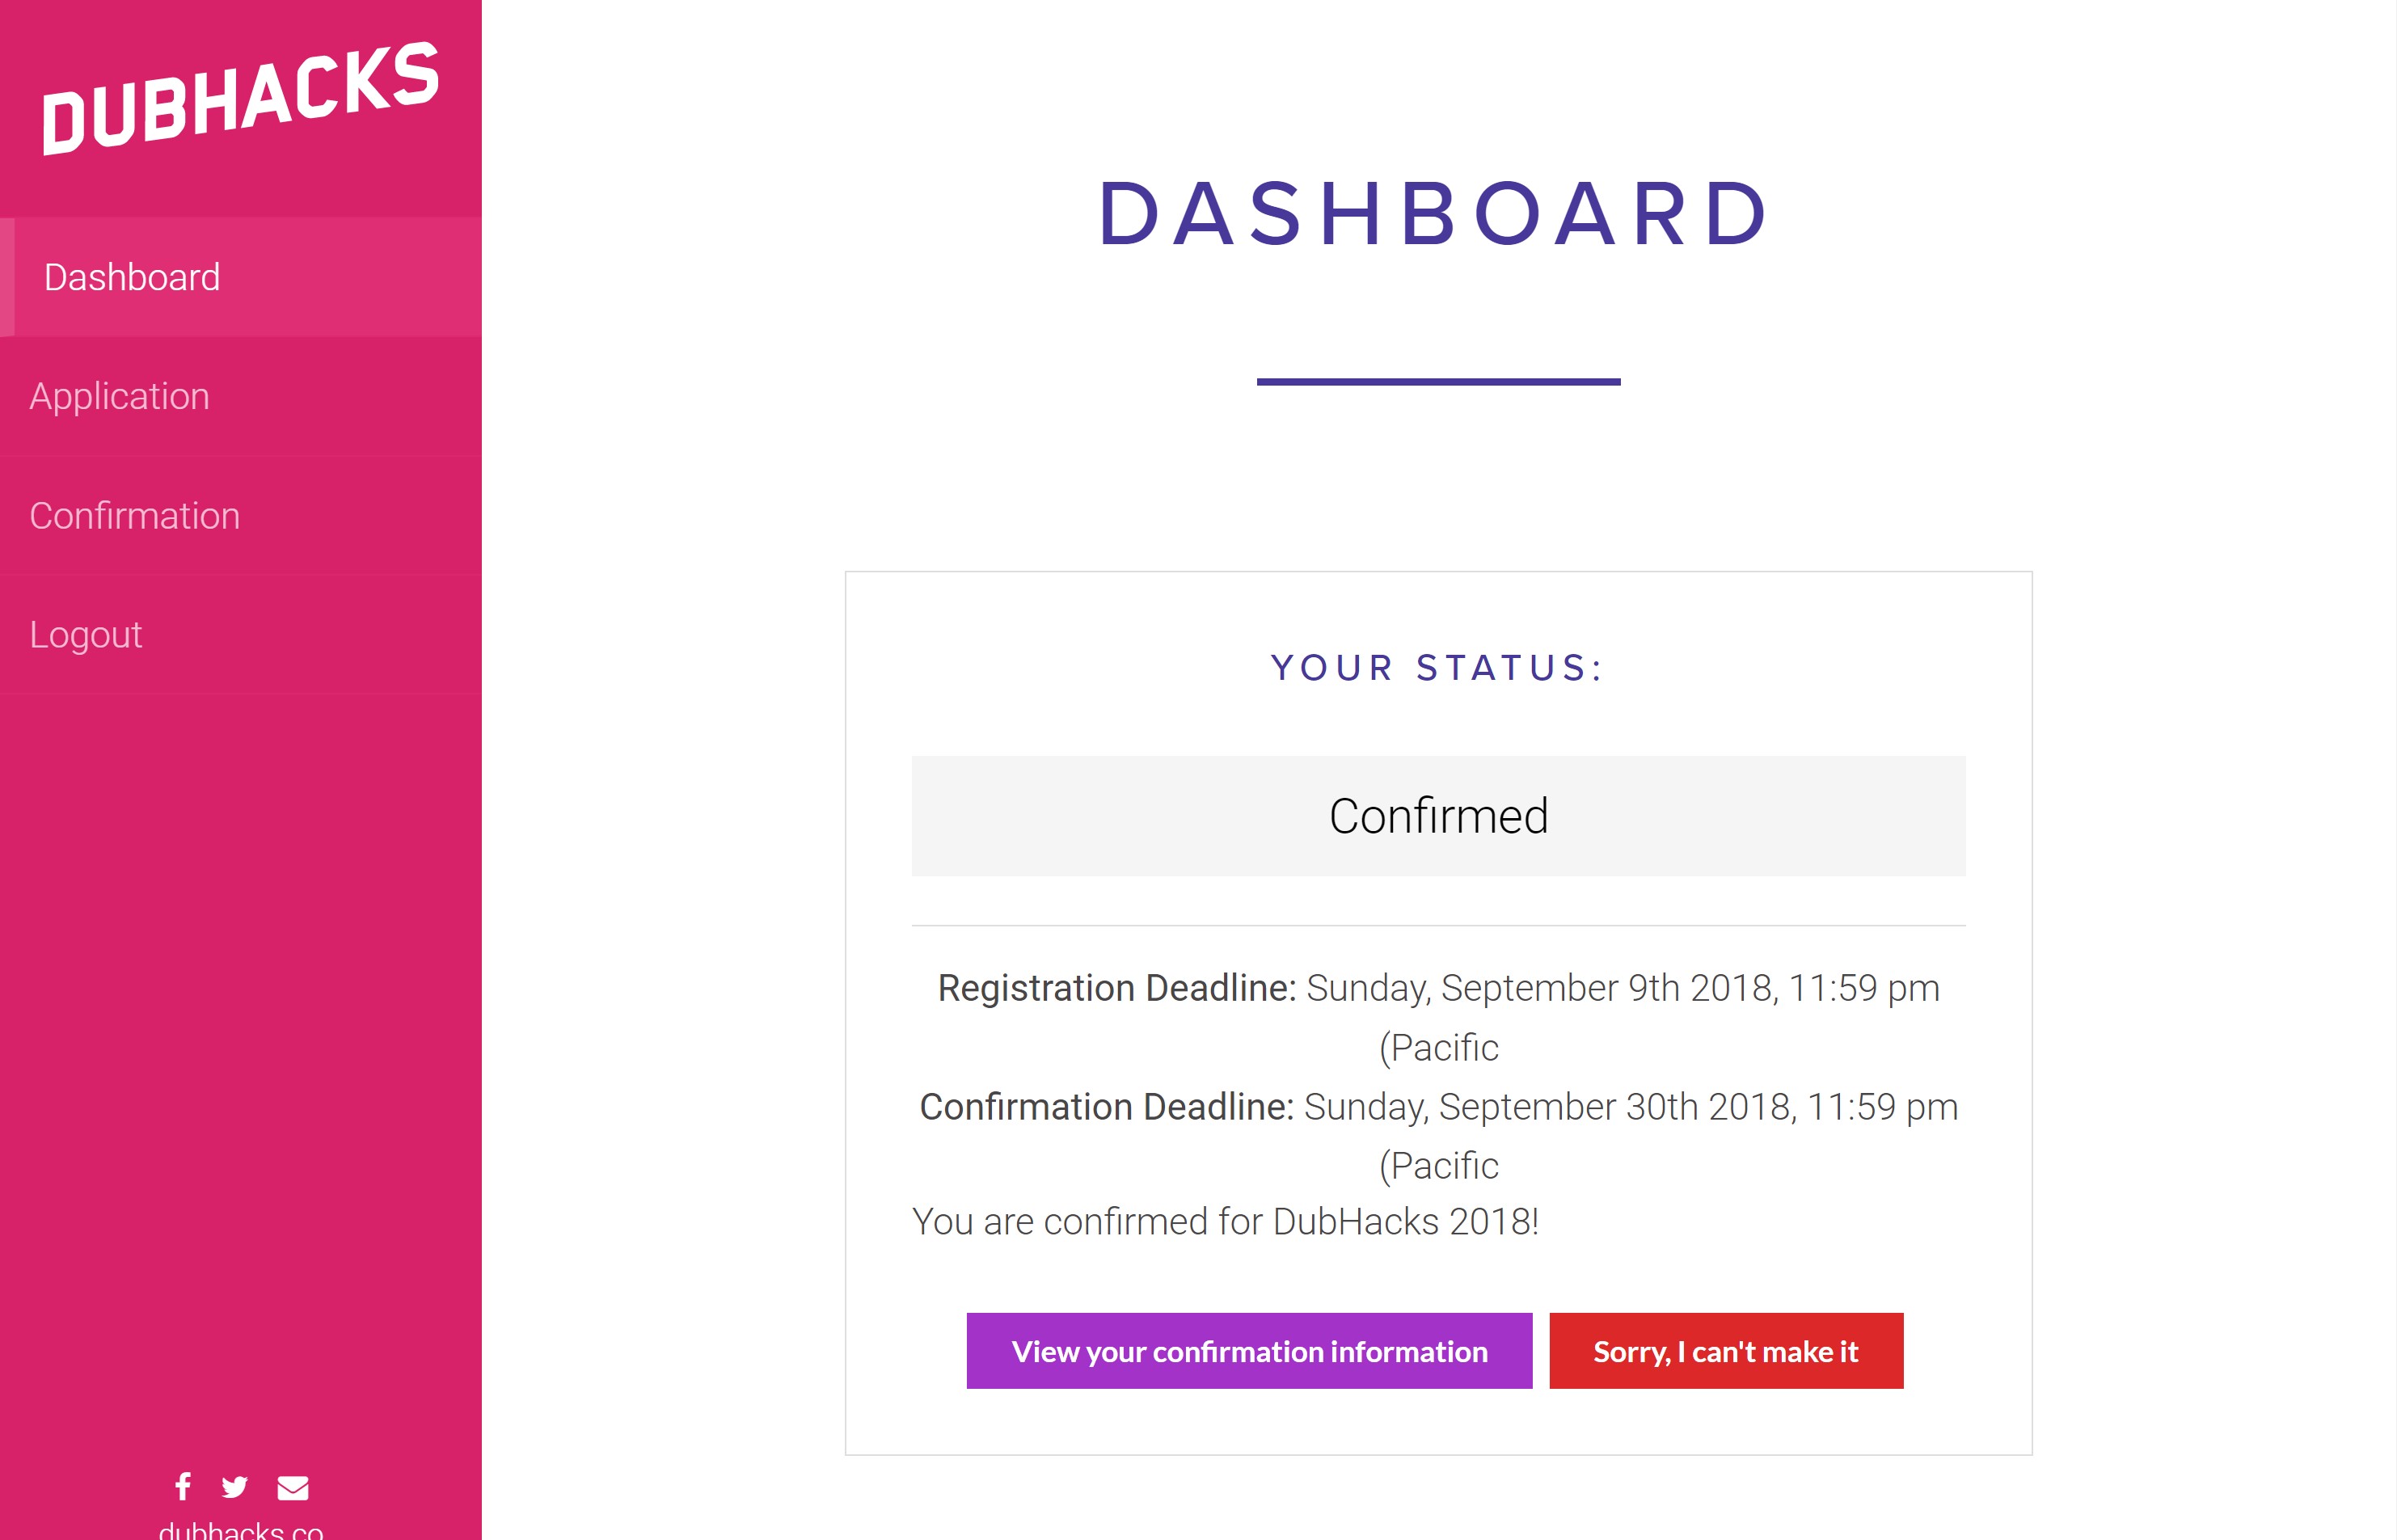 DUBHACKS
Dashboard
Application
Confirmation
Logout
dubhacks.co
DASHBOARD
YOUR STATUS:
Confirmed
Registration Deadline: Sunday, September 9th 2018, 11:59 pm
(Pacific
Confirmation Deadline: Sunday, September 30th 2018, 11:59 pm
(Pacific
You are confirmed for DubHacks 2018!
View your confirmation information
Sorry, I can't make it